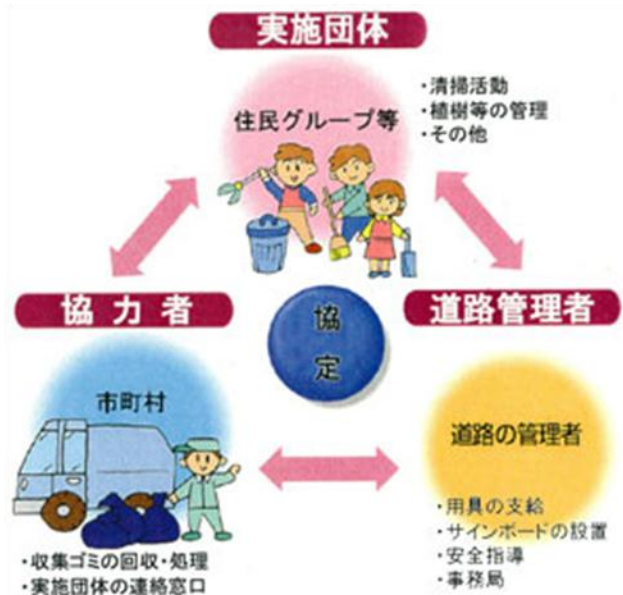 実施団体
住民グループ等
・清掃活動
・植樹等の管理
・その他
協力者
市町村
・収集ゴミの回収・処理
・実施団体の連絡窓口
協
定
道路管理者
道路の管理者
・用具の支給
・サインボードの設置
・安全指導
・事務局